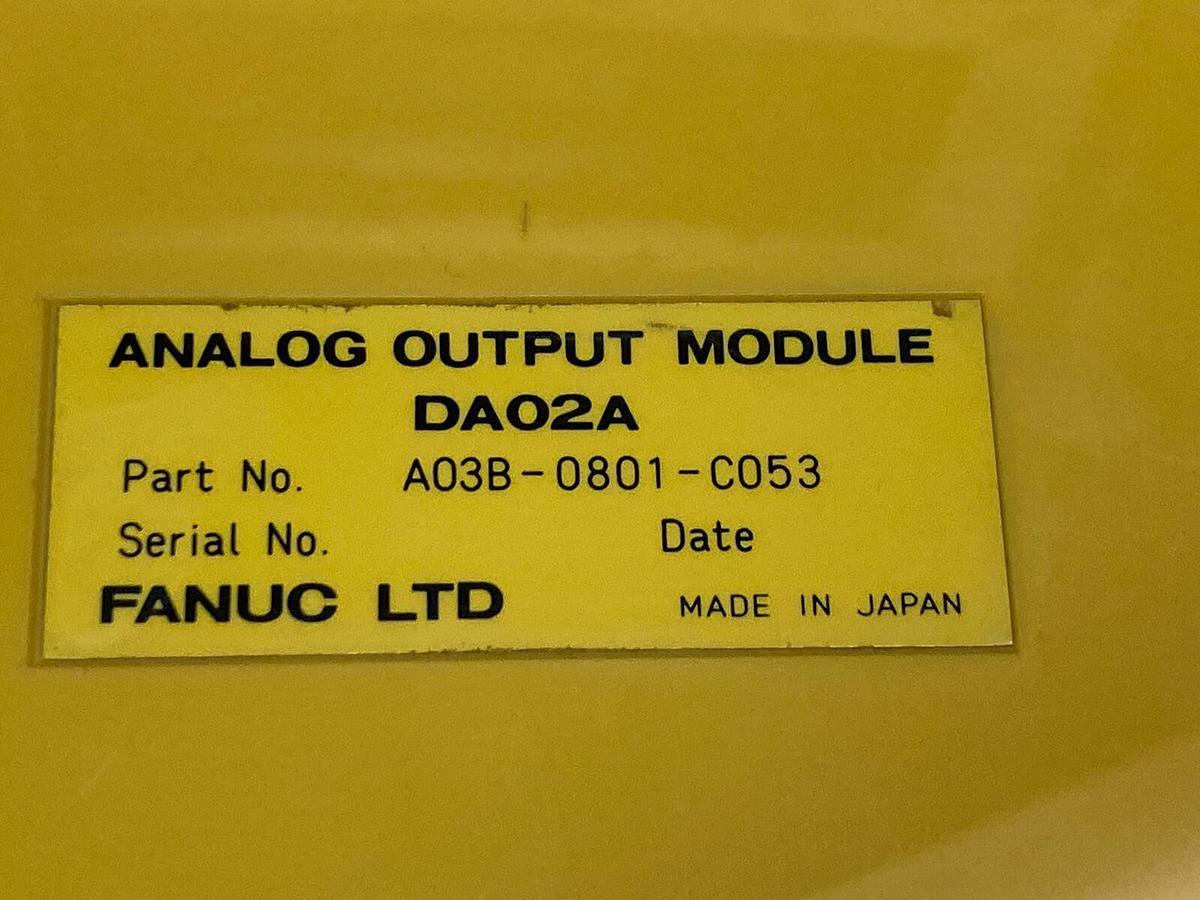 ANALOG OUTPUT MODULE
DA02A
Part No. A03B-0801-C053
Serial No. Date
FANUC LTD MADE IN JAPAN